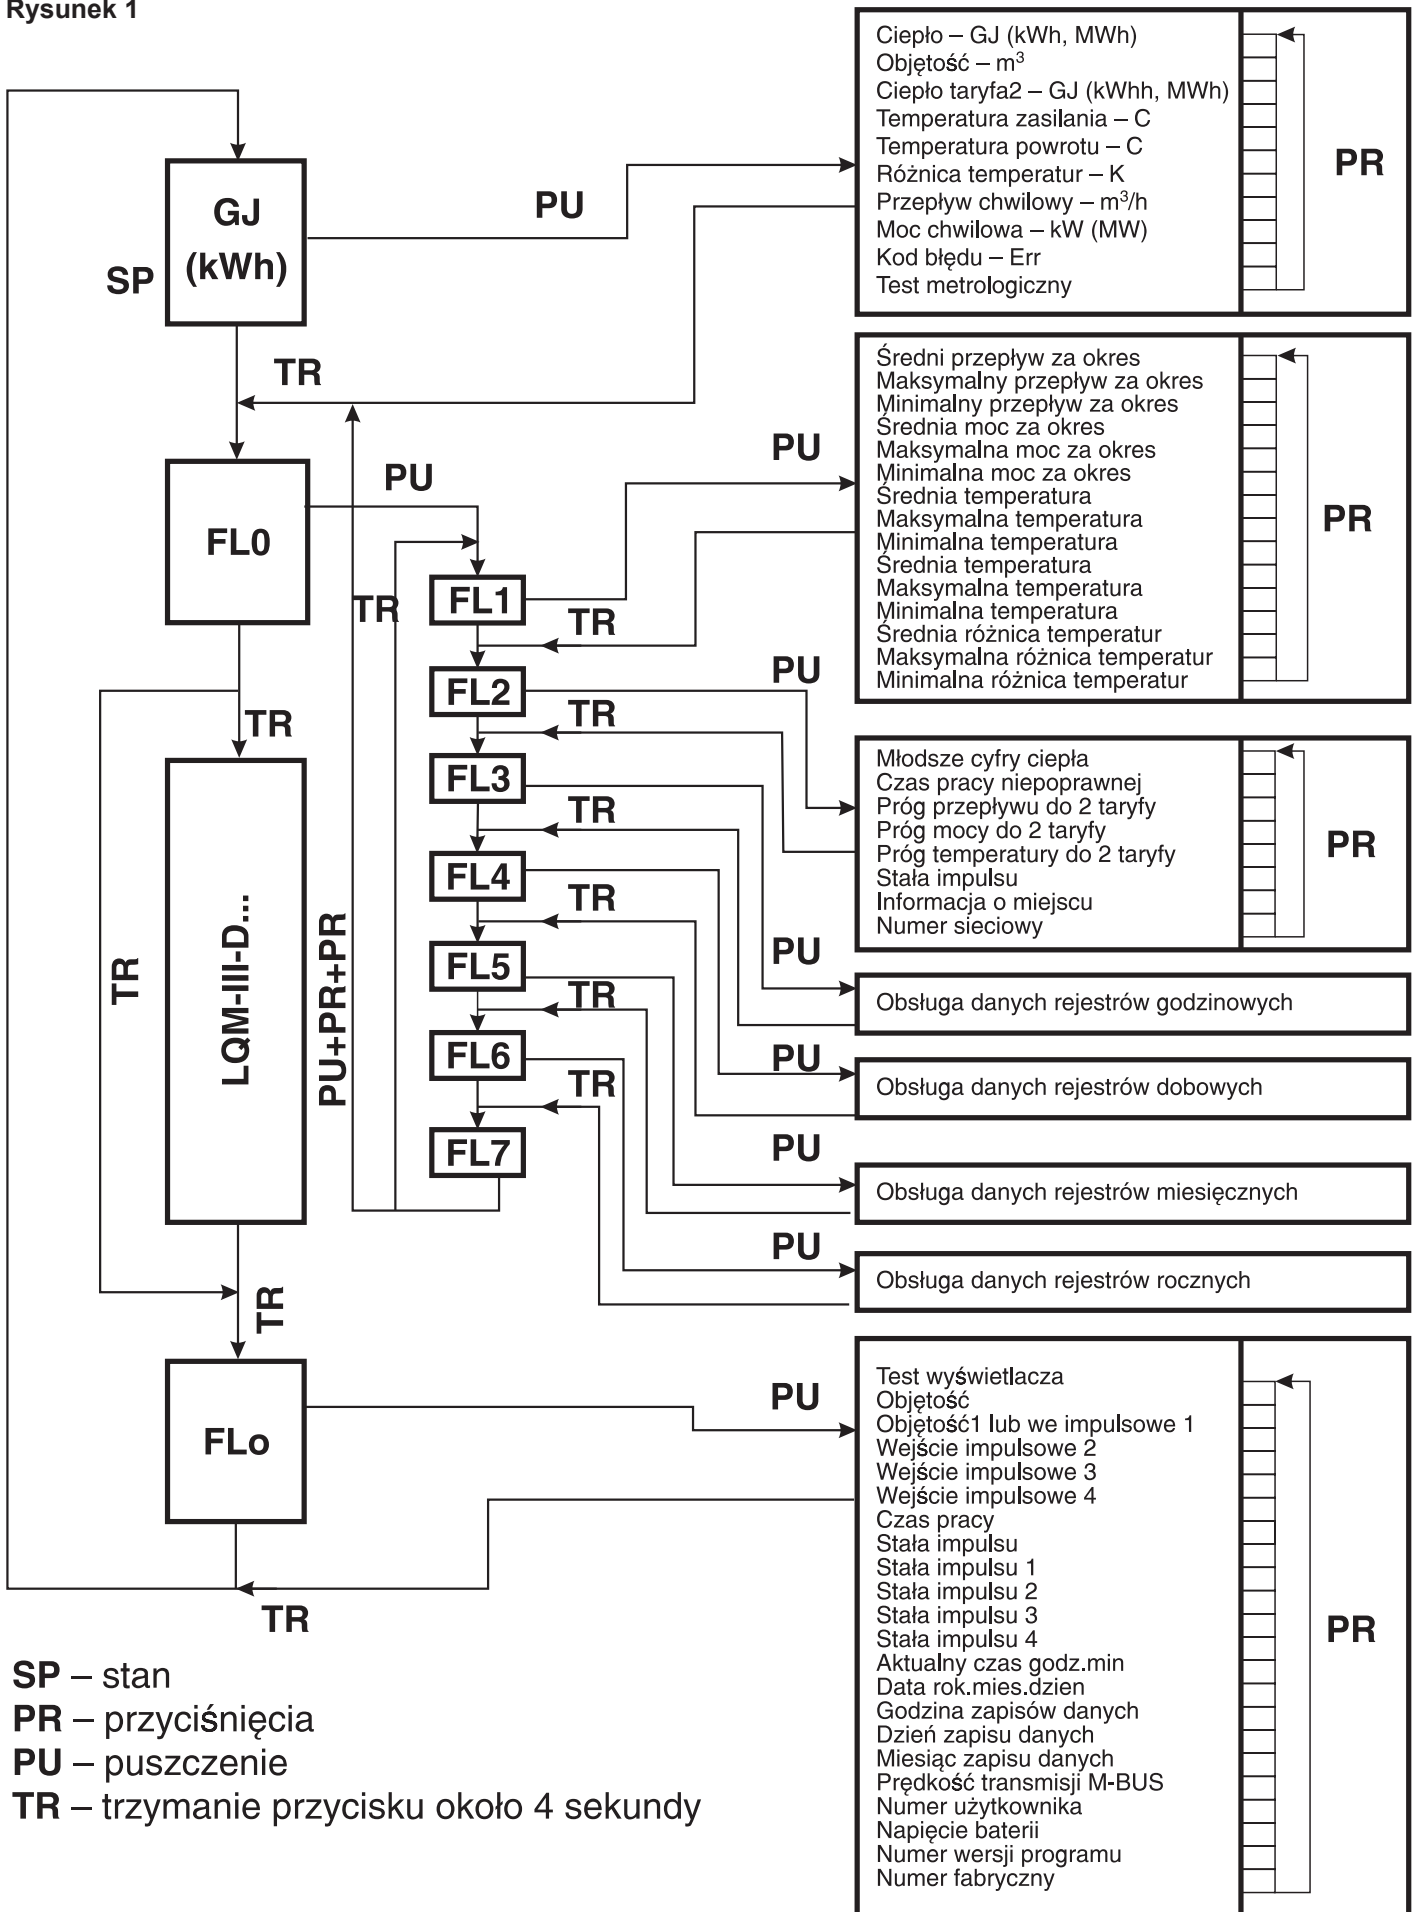 Rysunek 1
Ciepło – GJ (kWh, MWh)
Objętość – m³
Ciepło taryfa2 – GJ (kWhh, MWh)
Temperatura zasilania – C
Temperatura powrotu – C
Różnica temperatur – K
Przepływ chwilowy – m³/h
Moc chwilowa – kW (MW)
Kod błędu – Err
Test metrologiczny
PR
GJ
(kWh)
SP
PU
TR
Średni przepływ za okres
Maksymalny przepływ za okres
Minimalny przepływ za okres
Średnia moc za okres
Maksymalna moc za okres
Minimalna moc za okres
Średnia temperatura
Maksymalna temperatura
Minimalna temperatura
Średnia temperatura
Maksymalna temperatura
Minimalna temperatura
Średnia różnica temperatur
Maksymalna różnica temperatur
Minimalna różnica temperatur
PR
PU
FL0
PU
TR
FL1
TR
FL2
PU
TR
TR
FL3
TR
FL4
TR
FL5
TR
FL6
TR
FL7
Młodsze cyfry ciepła
Czas pracy niepoprawnej
Próg przepływu do 2 taryfy
Próg mocy do 2 taryfy
Próg temperatury do 2 taryfy
Stała impulsu
Informacja o miejscu
Numer sieciowy
PR
LQM-III-D...
TR
PU+PR+PR
PU
Obsługa danych rejestrów godzinowych
PU
Obsługa danych rejestrów dobowych
PU
Obsługa danych rejestrów miesięcznych
PU
Obsługa danych rejestrów rocznych
TR
FLo
PU
TR
Test wyświetlacza
Objętość
Objętość1 lub we impulsowe 1
Wejście impulsowe 2
Wejście impulsowe 3
Wejście impulsowe 4
Czas pracy
Stała impulsu
Stała impulsu 1
Stała impulsu 2
Stała impulsu 3
Stała impulsu 4
Aktualny czas godz.min
Data rok.mies.dzien
Godzina zapisów danych
Dzień zapisu danych
Miesiąc zapisu danych
Prędkość transmisji M-BUS
Numer użytkownika
Napięcie baterii
Numer wersji programu
Numer fabryczny
PR
SP – stan
PR – przyciśnięcia
PU – puszczenie
TR – trzymanie przycisku około 4 sekundy